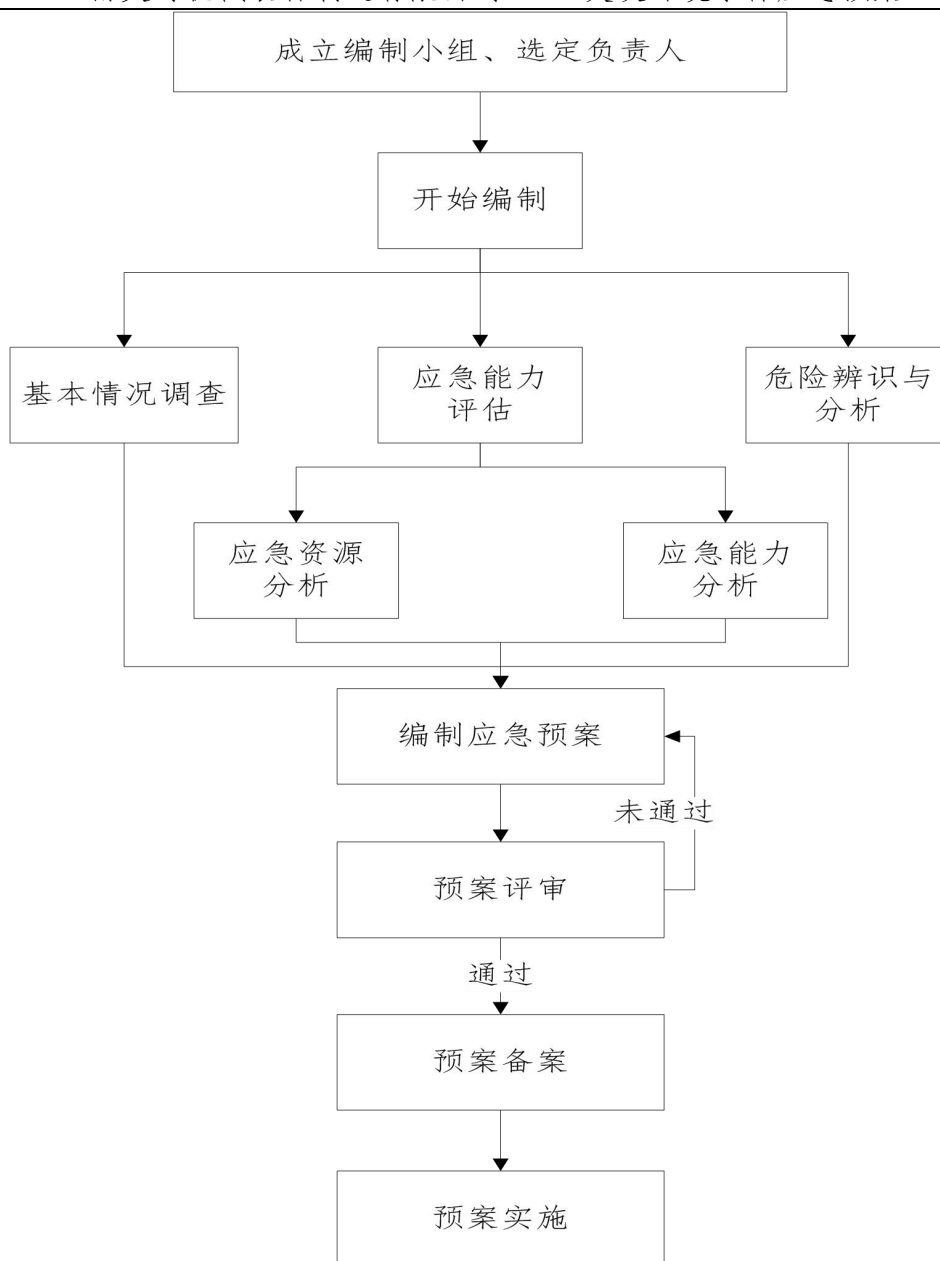 成立编制小组、选定负责人
开始编制
基本情况调查
应急能力
评估
危险辨识与
分析
应急资源
分析
应急能力
分析
编制应急预案
未通过
预案评审
通过
预案备案
预案实施